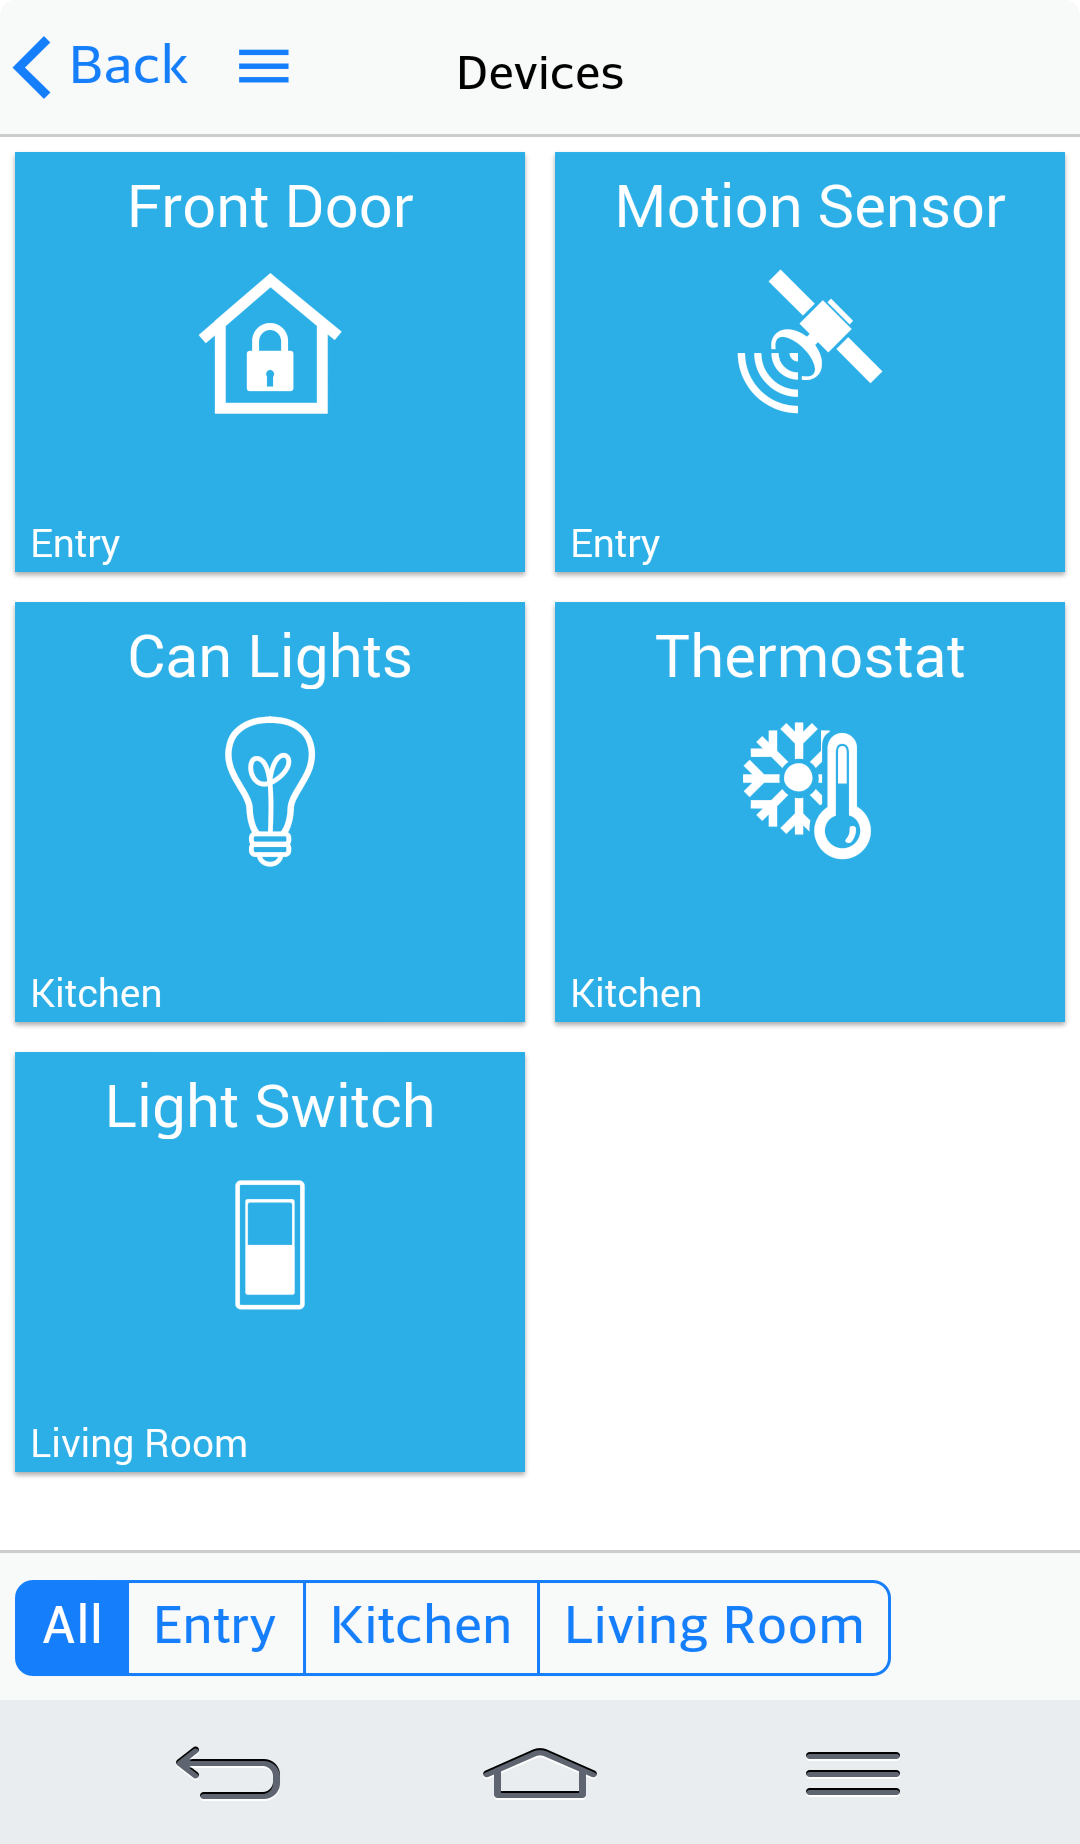 Back
Devices
Front Door
Entry
Motion Sensor
Entry
Can Lights
Kitchen
Thermostat
Kitchen
Light Switch
Living Room
All
Entry
Kitchen
Living Room